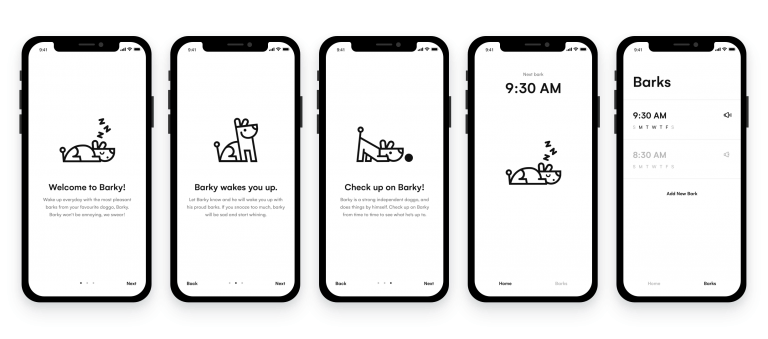 9:41
Z
Z
Z
Welcome to Barky!
Wake up everyday with the most pleasant
barks from your favourite doggo, Barky.
Barky won't be annoying, we swear!
Next
9:41
Barky wakes you up.
Let Barky know and he will wake you up with
his proud barks. If you snooze too much, barky
will be sad and start whining.
Back
Next
9:41
Check up on Barky!
Barky is a strong independent doggo, and
does things by himself. Check up on Barky
from time to time to see what he's up to.
Back
Next
9:41
Next bark
9:30 AM
Z
Z
Z
Home Barks
9:41
Barks
9:30 AM
S M T W T F S
8:30 AM
S M T W T F S
Add New Bark
Home Barks